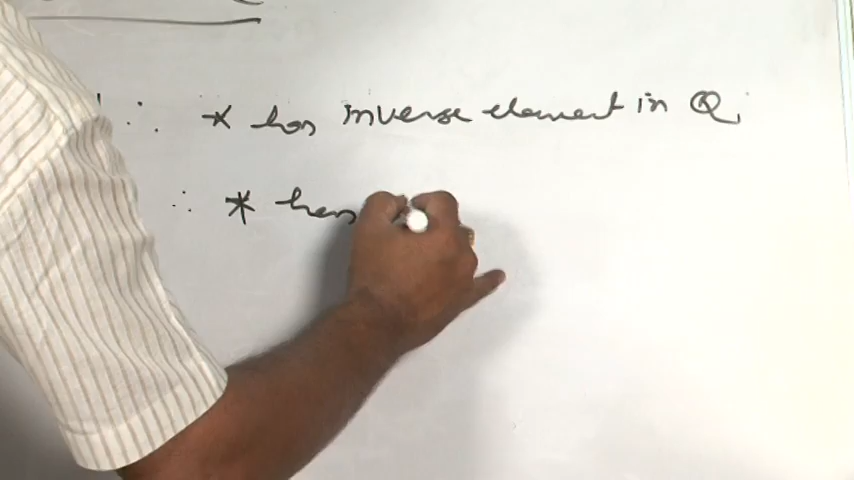 ∴ * has inverse element in Q.
∴ * has